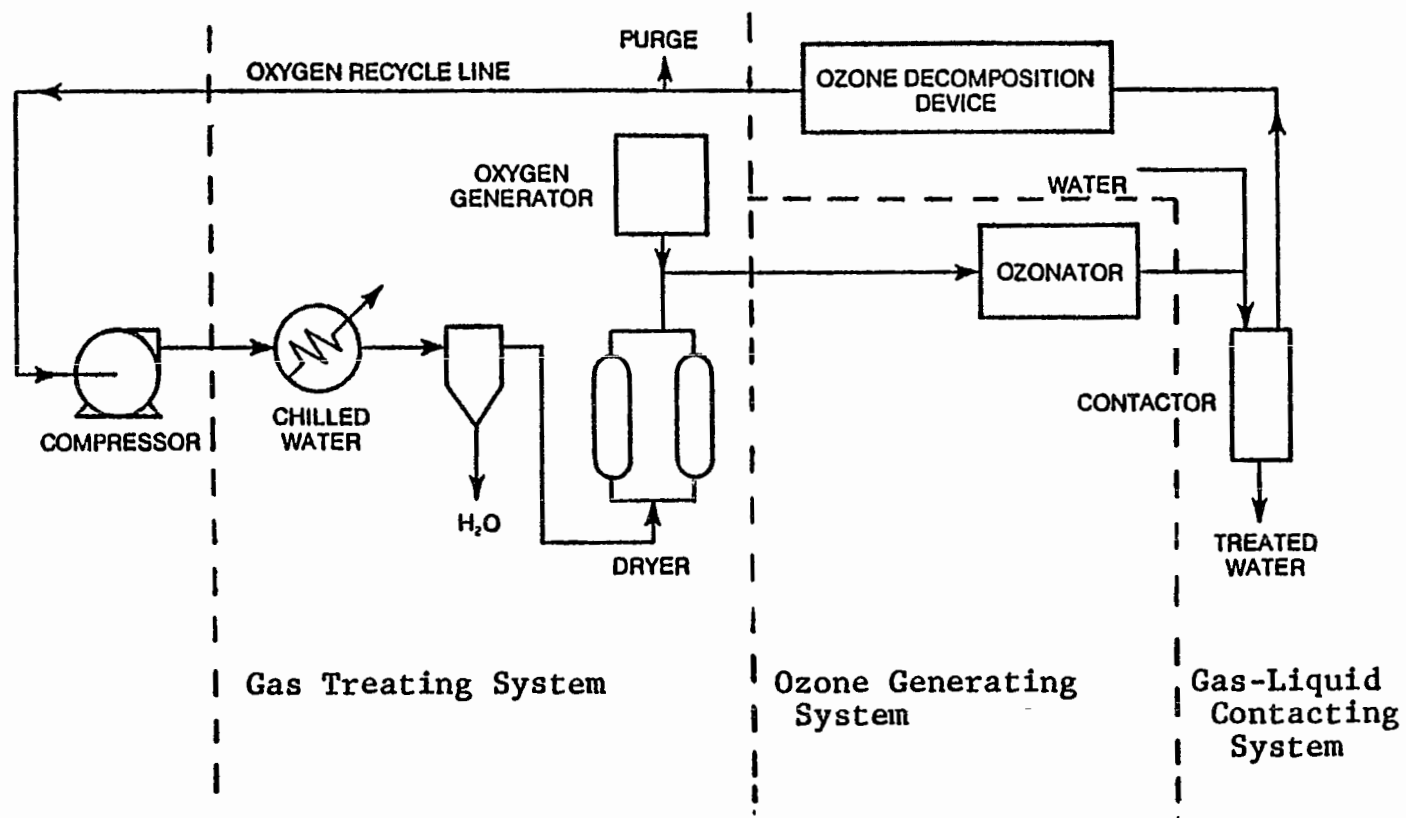 PURGE
OXYGEN RECYCLE LINE
OZONE DECOMPOSITION
DEVICE
OXYGEN
GENERATOR
WATER
OZONATOR
COMPRESSOR
CHILLED
WATER
H₂O
DRYER
CONTACTOR
TREATED
WATER
Gas Treating System
Ozone Generating
System
Gas-Liquid
Contacting
System